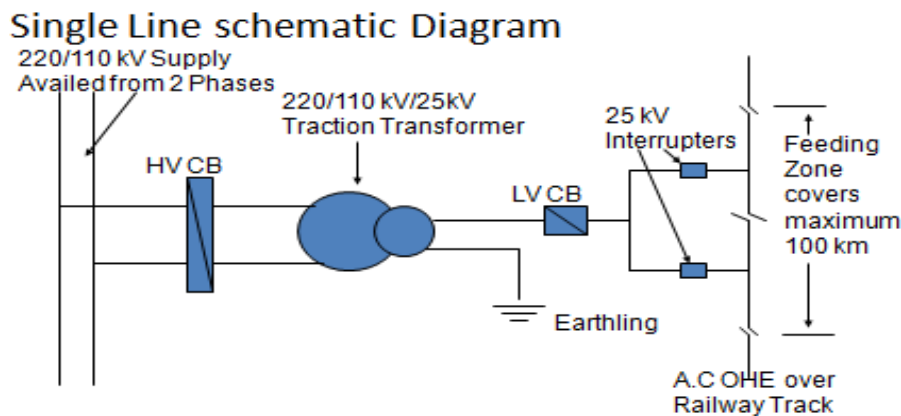 Single Line schematic Diagram
220/110 kV Supply
Availed from 2 Phases
220/110 kV/25kV
Traction Transformer
HV CB
LV CB
25 kV
Interrupters
Feeding
Zone
covers
maximum
100 km
Earthling
A.C OHE over
Railway Track